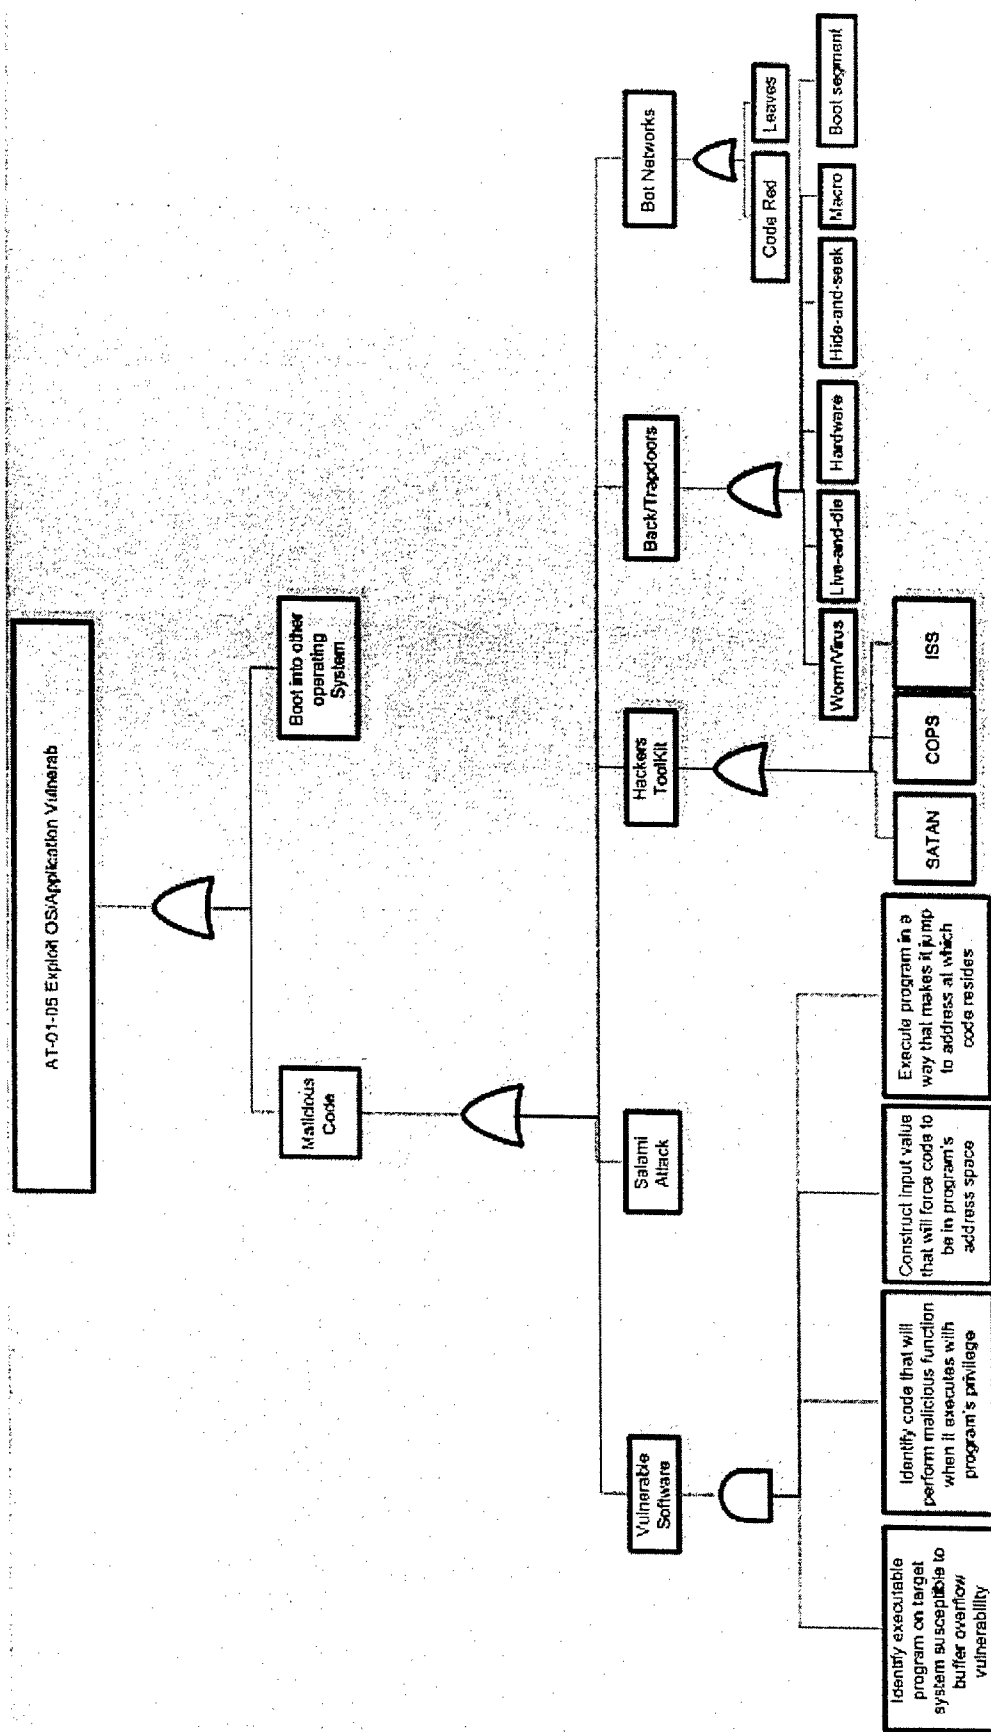 AT-01-05 Exploit OS/Application Vulnerab
Malicious
Code
Boot into other
operating
System
Vulnerable
Software
Salami
Attack
Hackers
ToolKit
Back/Trapdoors
Bot Networks
Code Red
Leaves
Worm/Virus
Live-and-die
Hardware
Hide-and-seek
Macro
Boot segment
SATAN
COPS
ISS
Identify executable
program on target
system susceptible to
buffer overflow
vulnerability
Identify code that will
perform malicious function
when it executes with
program's privilege
Construct input value
that will force code to
be in program's
address space
Execute program in a
way that makes it jump
to address at which
code resides